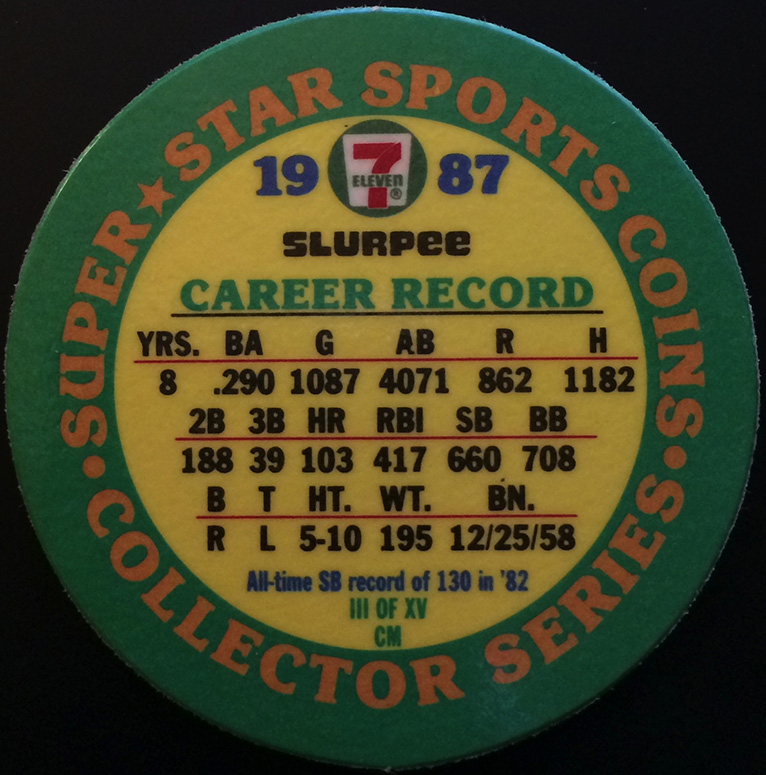 SUPER★STAR SPORTS COINS
19 7 ELEVEN ® 87
SLURPEE
CAREER RECORD
YRS. BA G AB R H
8 .290 1087 4071 862 1182
2B 3B HR RBI SB BB
188 39 103 417 660 708
B T HT. WT. BN.
R L 5-10 195 12/25/58
All-time SB record of 130 in '82
III OF XV
CM
•COLLECTOR SERIES•